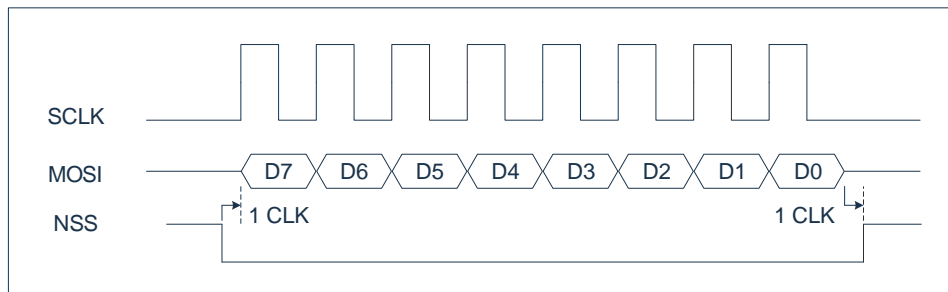 SCLK
MOSI D7 D6 D5 D4 D3 D2 D1 D0
1 CLK 1 CLK
NSS